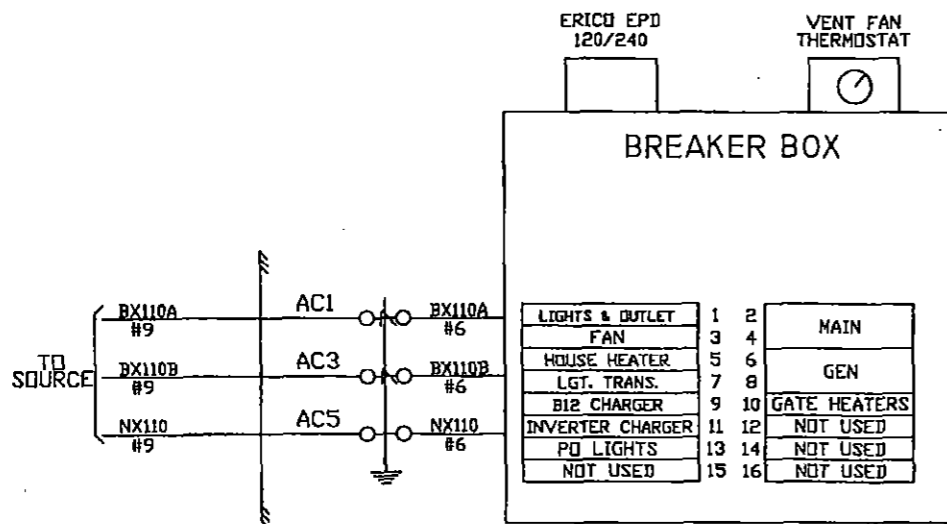 ERICO EPD
120/240
VENT FAN
THERMOSTAT
BREAKER BOX
TO
SOURCE
BX110A
#9
AC1
BX110A
#6
BX110B
#9
AC3
BX110B
#6
NX110
#9
AC5
NX110
#6
LIGHTS & OUTLET 1 2 MAIN
FAN 3 4
HOUSE HEATER 5 6 GEN
LGT. TRANS. 7 8
B12 CHARGER 9 10 GATE HEATERS
INVERTER CHARGER 11 12 NOT USED
PO LIGHTS 13 14 NOT USED
NOT USED 15 16 NOT USED